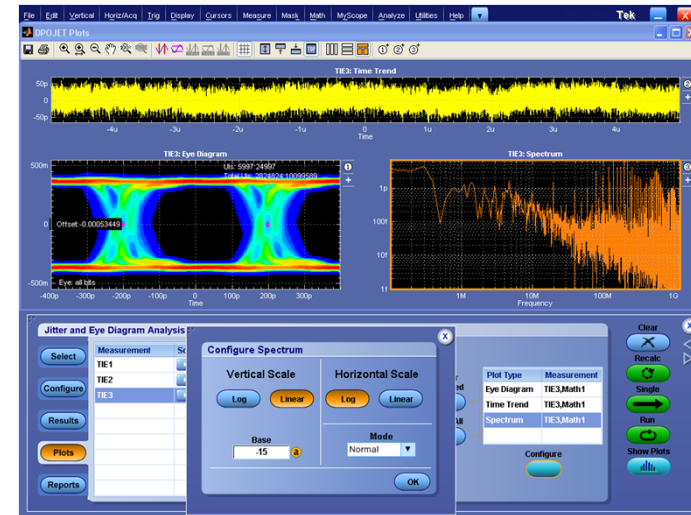 File Edit Vertical Horiz/Acq Trig Display Cursors Measure Mask Math MyScope Analyze Utilities Help Tek X
DPOJET Plots
TIE3: Time Trend
50p
0
-50p
-4u -3u -2u -1u 0 1u 2u 3u 4u
Time
TIE3: Eye Diagram
500m
0
-500m
UIs: 5997:24997
Total UIs: 2824824:10099589
Offset:-0.00053449
Eye: all bits
-400p -300p -200p -100p 0 100p 200p 300p
Time
TIE3: Spectrum
1p
100f
10f
1f
1M 10M 100M 1G
Frequency
Jitter and Eye Diagram Analysis
Select
Configure
Results
Plots
Reports
Measurement
TIE1
TIE2
TIE3
Configure Spectrum
X
Vertical Scale
Log Linear
Base
-15 a
Horizontal Scale
Log Linear
Mode
Normal
OK
Plot Type Measurement
Eye Diagram TIE3,Math1
Time Trend TIE3,Math1
Spectrum TIE3,Math1
Configure
Clear
X
Recalc
Single
Run
Show Plots